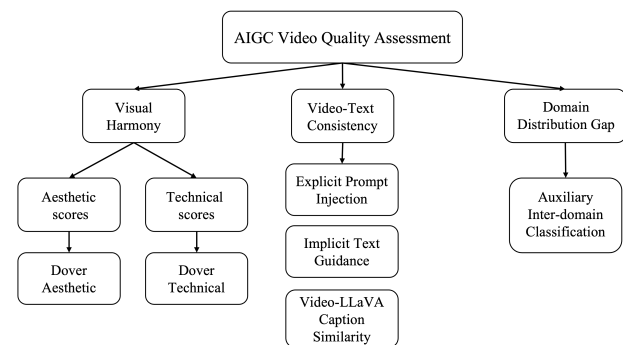 AIGC Video Quality Assessment
Visual
Harmony
Video-Text
Consistency
Domain
Distribution Gap
Aesthetic
scores
Technical
scores
Explicit Prompt
Injection
Auxiliary
Inter-domain
Classification
Dover
Aesthetic
Dover
Technical
Implicit Text
Guidance
Video-LLaVA
Caption
Similarity